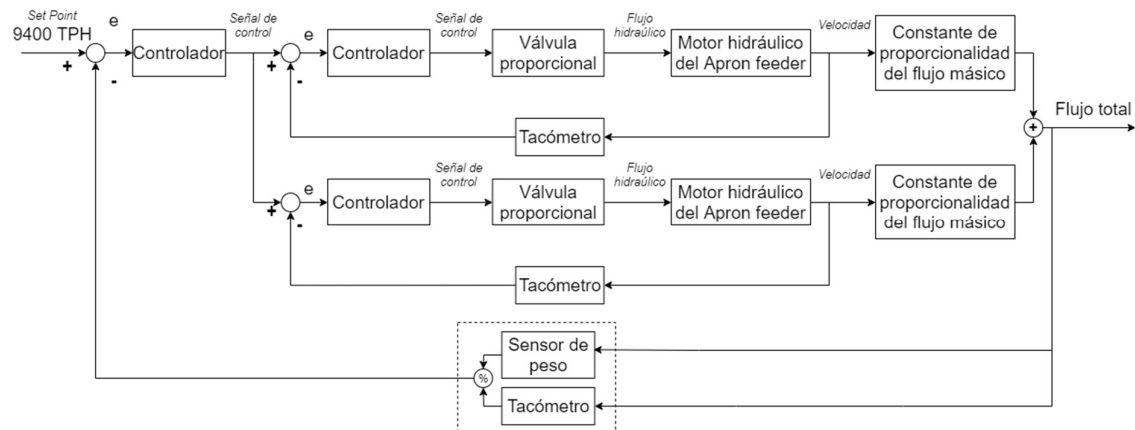 Set Point
9400 TPH
+
-
e
Controlador
Señal de
control
+
-
e
Controlador
Señal de
control
Válvula
proporcional
Flujo
hidraúlico
Motor hidráulico
del Apron feeder
Velocidad
Constante de
proporcionalidad
del flujo másico
Tacómetro
+
Flujo total
+
-
e
Controlador
Señal de
control
Válvula
proporcional
Flujo
hidraúlico
Motor hidráulico
del Apron feeder
Velocidad
Constante de
proporcionalidad
del flujo másico
Tacómetro
Sensor de
peso
%
Tacómetro